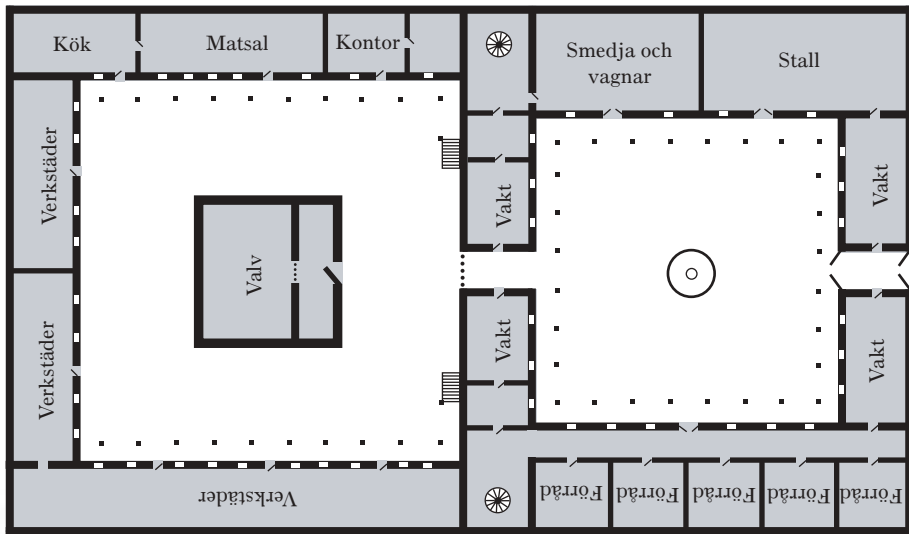 Kök
Matsal
Kontor
Smedja och
vagnar
Stall
Verkstäder
Vakt
Vakt
Valv
Verkstäder
Vakt
Vakt
Verkstäder
Förråd
Förråd
Förråd
Förråd
Förråd